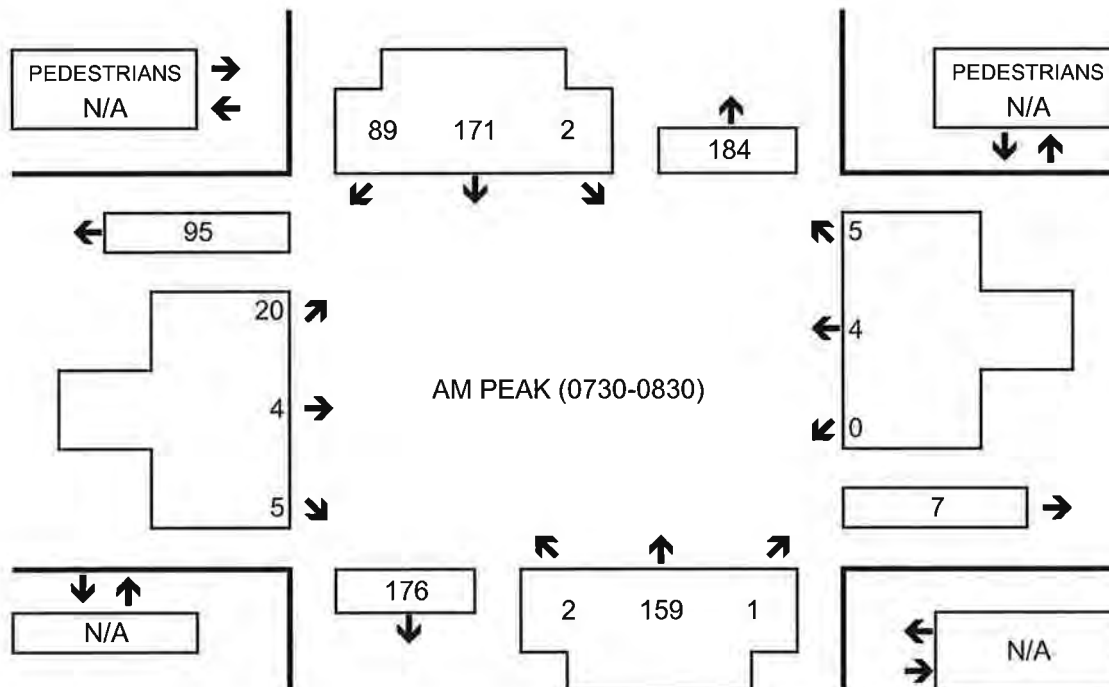 PEDESTRIANS
N/A
89 171 2
184
PEDESTRIANS
N/A
95
5
20
4
AM PEAK (0730-0830)
4
0
5
7
176
2 159 1
N/A
N/A